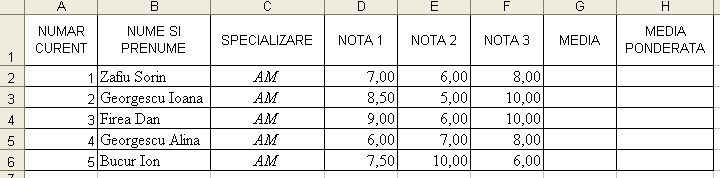 A B C D E F G H
1 NUMAR CURENT NUME SI PRENUME SPECIALIZARE NOTA 1 NOTA 2 NOTA 3 MEDIA MEDIA PONDERATA
2 1 Zafiu Sorin AM 7,00 6,00 8,00
3 2 Georgescu Ioana AM 8,50 5,00 10,00
4 3 Firea Dan AM 9,00 6,00 10,00
5 4 Georgescu Alina AM 6,00 7,00 8,00
6 5 Bucur Ion AM 7,50 10,00 6,00